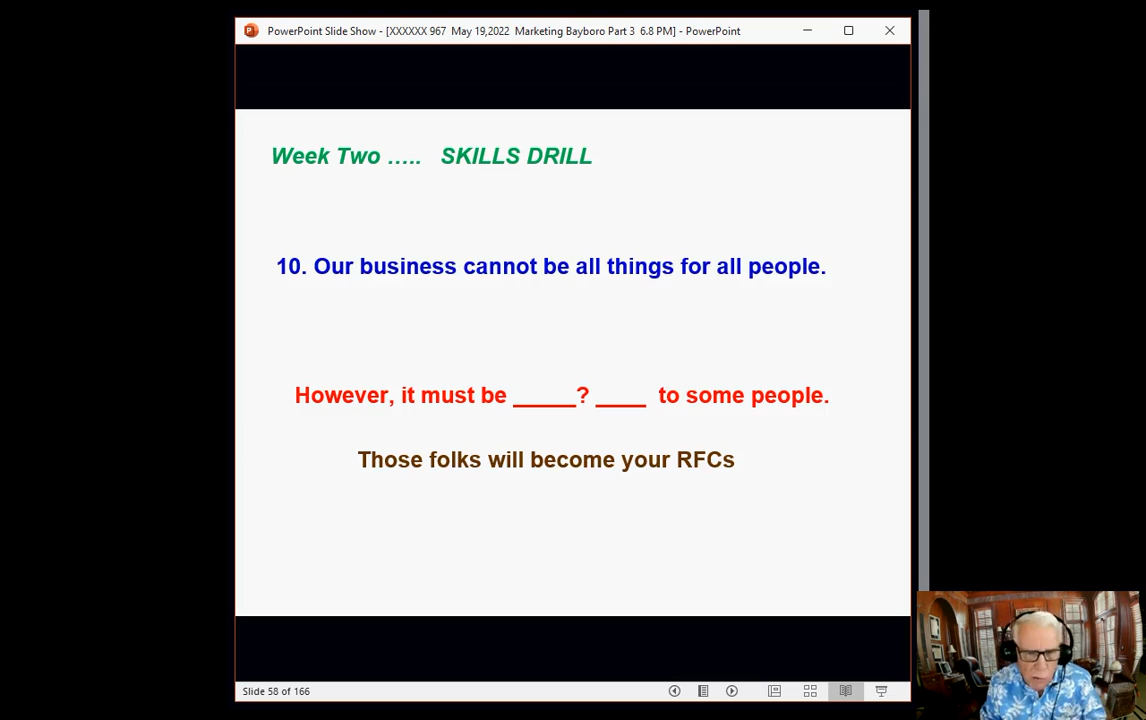 PowerPoint Slide Show - [XXXXXX 967 May 19,2022 Marketing Bayboro Part 3 6.8 PM] - PowerPoint
Week Two ..... SKILLS DRILL
10. Our business cannot be all things for all people.
However, it must be _____? ____ to some people.
Those folks will become your RFCs
Slide 58 of 166